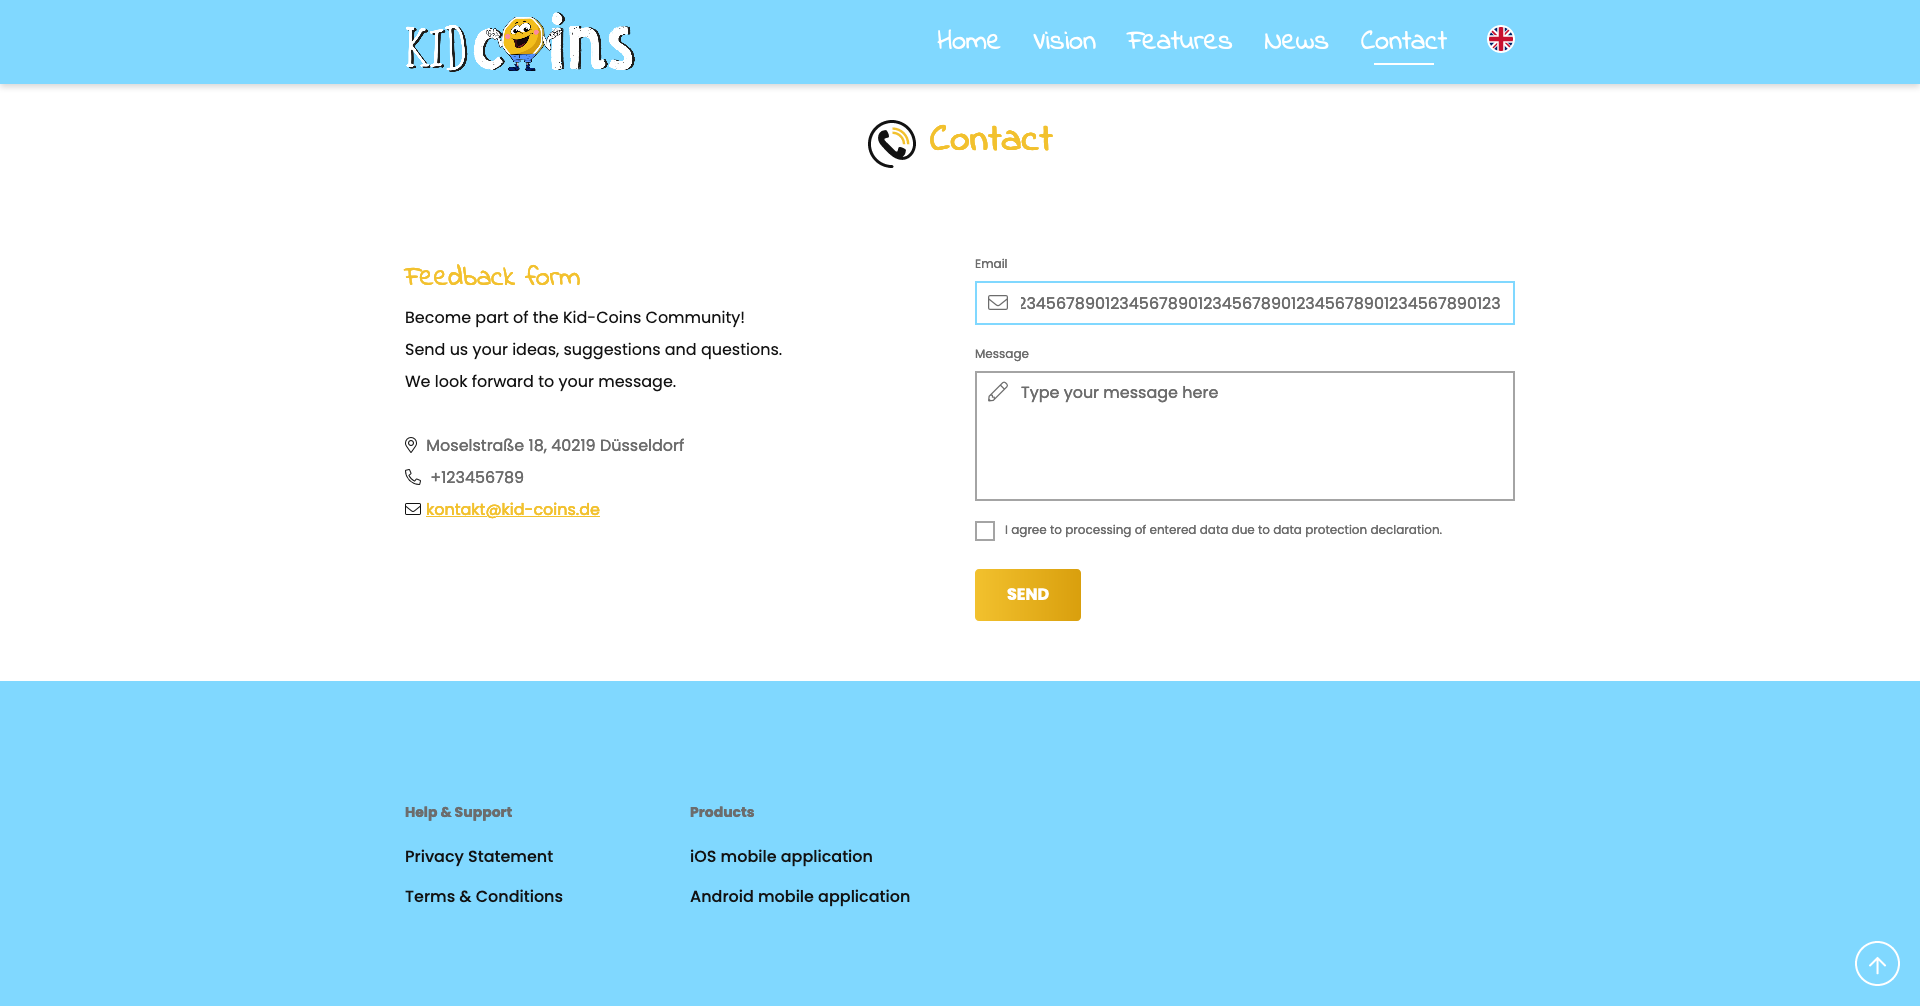 KID coins
Home Vision Features News Contact
Contact
Feedback form
Become part of the Kid-Coins Community!
Send us your ideas, suggestions and questions.
We look forward to your message.
Moselstraße 18, 40219 Düsseldorf
+123456789
kontakt@kid-coins.de
Email
2345678901234567890123456789012345678901234567890123
Message
Type your message here
I agree to processing of entered data due to data protection declaration.
SEND
Help & Support
Privacy Statement
Terms & Conditions
Products
iOS mobile application
Android mobile application